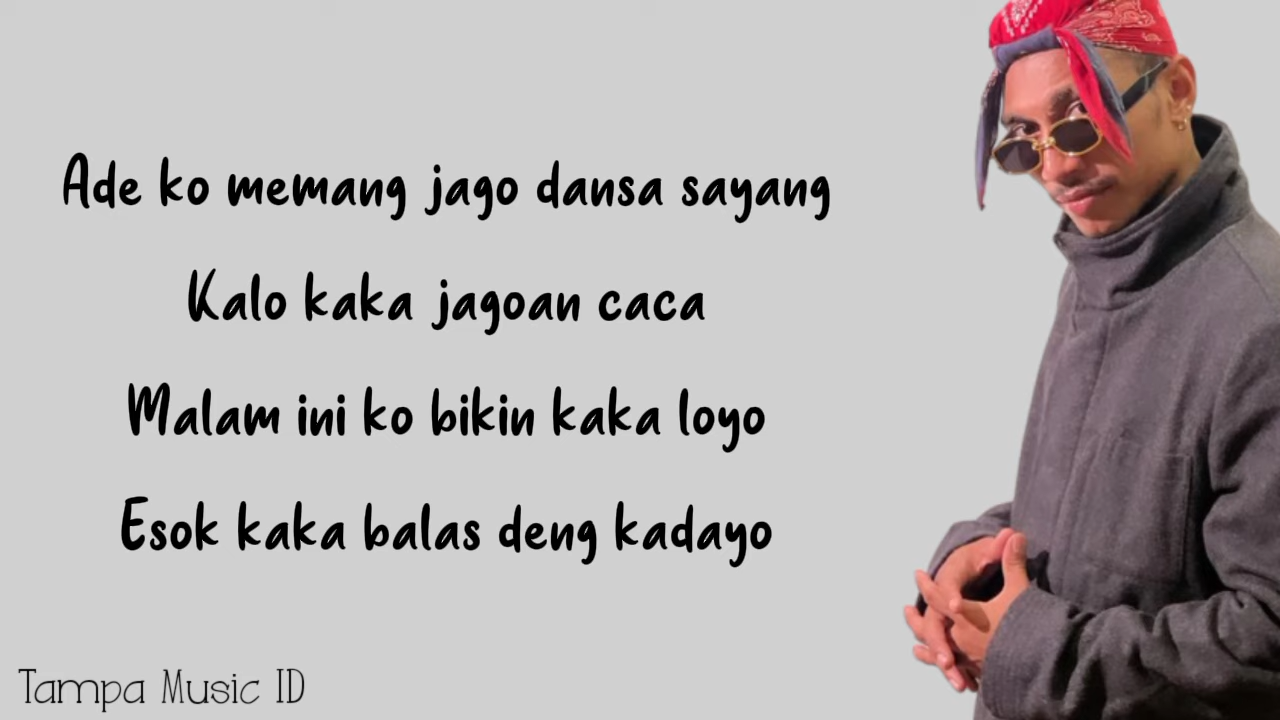 Ade ko memang jago dansa sayang
Kalo kaka jagoan caca
Malam ini ko bikin kaka loyo
Esok kaka balas deng kadayo
Tampa Music ID